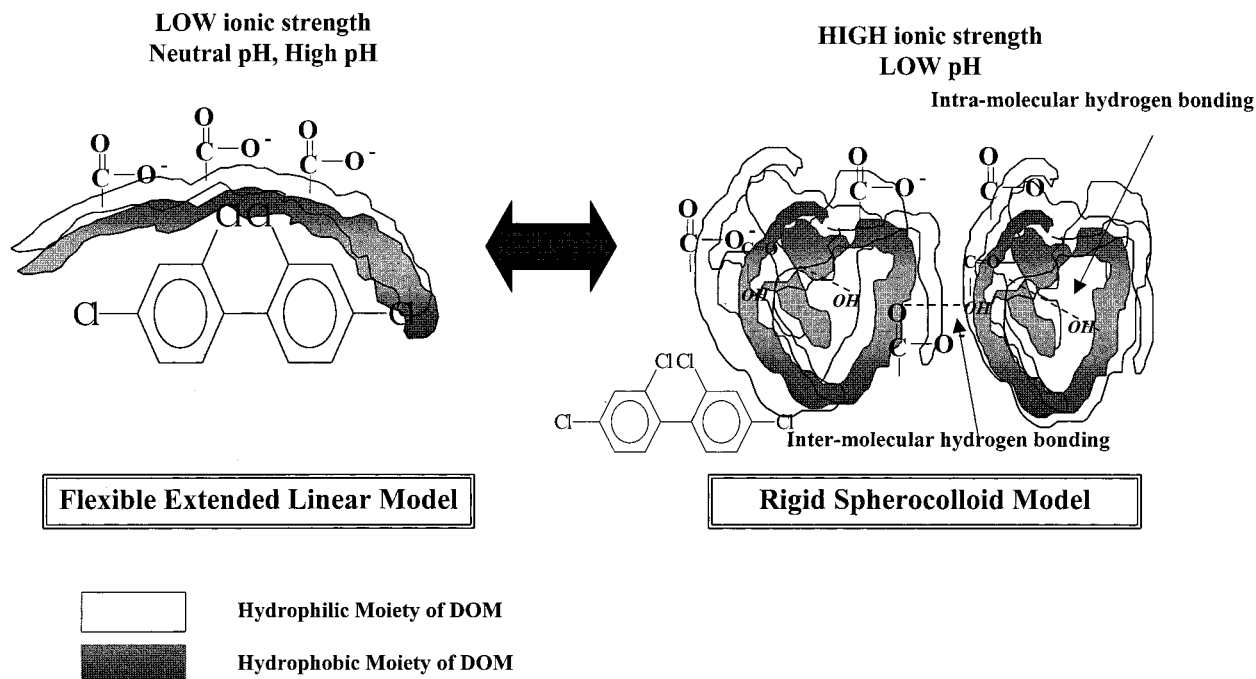 LOW ionic strength
Neutral pH, High pH
HIGH ionic strength
LOW pH
Intra-molecular hydrogen bonding
O O O
C O- C O- C O-
Cl Cl
Cl Cl
O O O
C O- C O- C O
C O C O
OH OH OH OH
O
C O-
Cl Cl
Cl Cl
Inter-molecular hydrogen bonding
Flexible Extended Linear Model
Rigid Spherocolloid Model
Hydrophilic Moiety of DOM
Hydrophobic Moiety of DOM